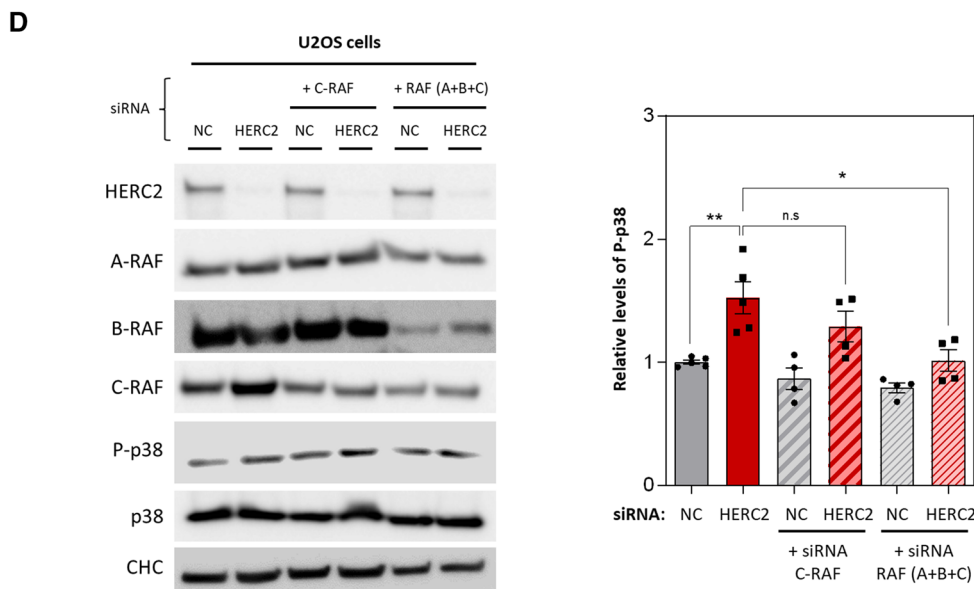 D
U2OS cells
+ C-RAF
+ RAF (A+B+C)
siRNA
NC
HERC2
NC
HERC2
NC
HERC2
HERC2
A-RAF
B-RAF
C-RAF
P-p38
p38
CHC
Relative levels of P-p38
3
2
1
0
**
n.s
*
siRNA:
NC
HERC2
NC
HERC2
NC
HERC2
+ siRNA
C-RAF
+ siRNA
RAF (A+B+C)